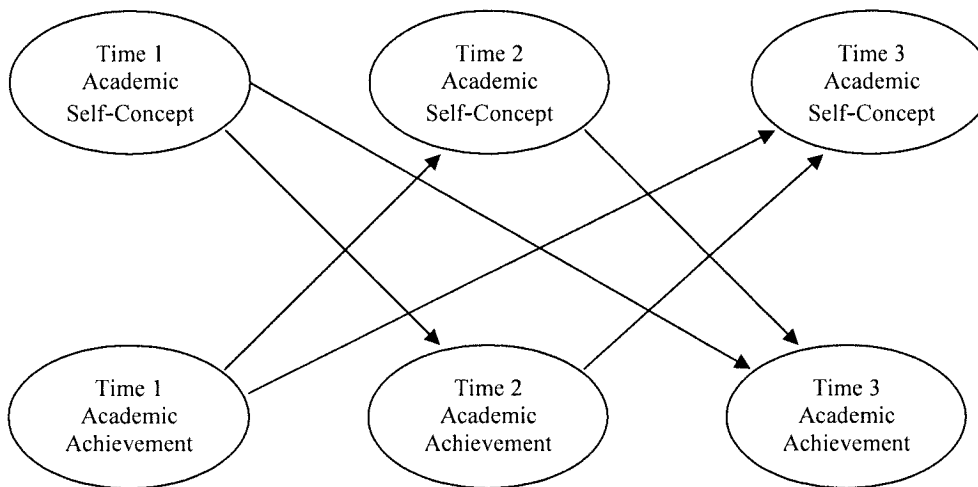 Time 1
Academic
Self-Concept
Time 2
Academic
Self-Concept
Time 3
Academic
Self-Concept
Time 1
Academic
Achievement
Time 2
Academic
Achievement
Time 3
Academic
Achievement